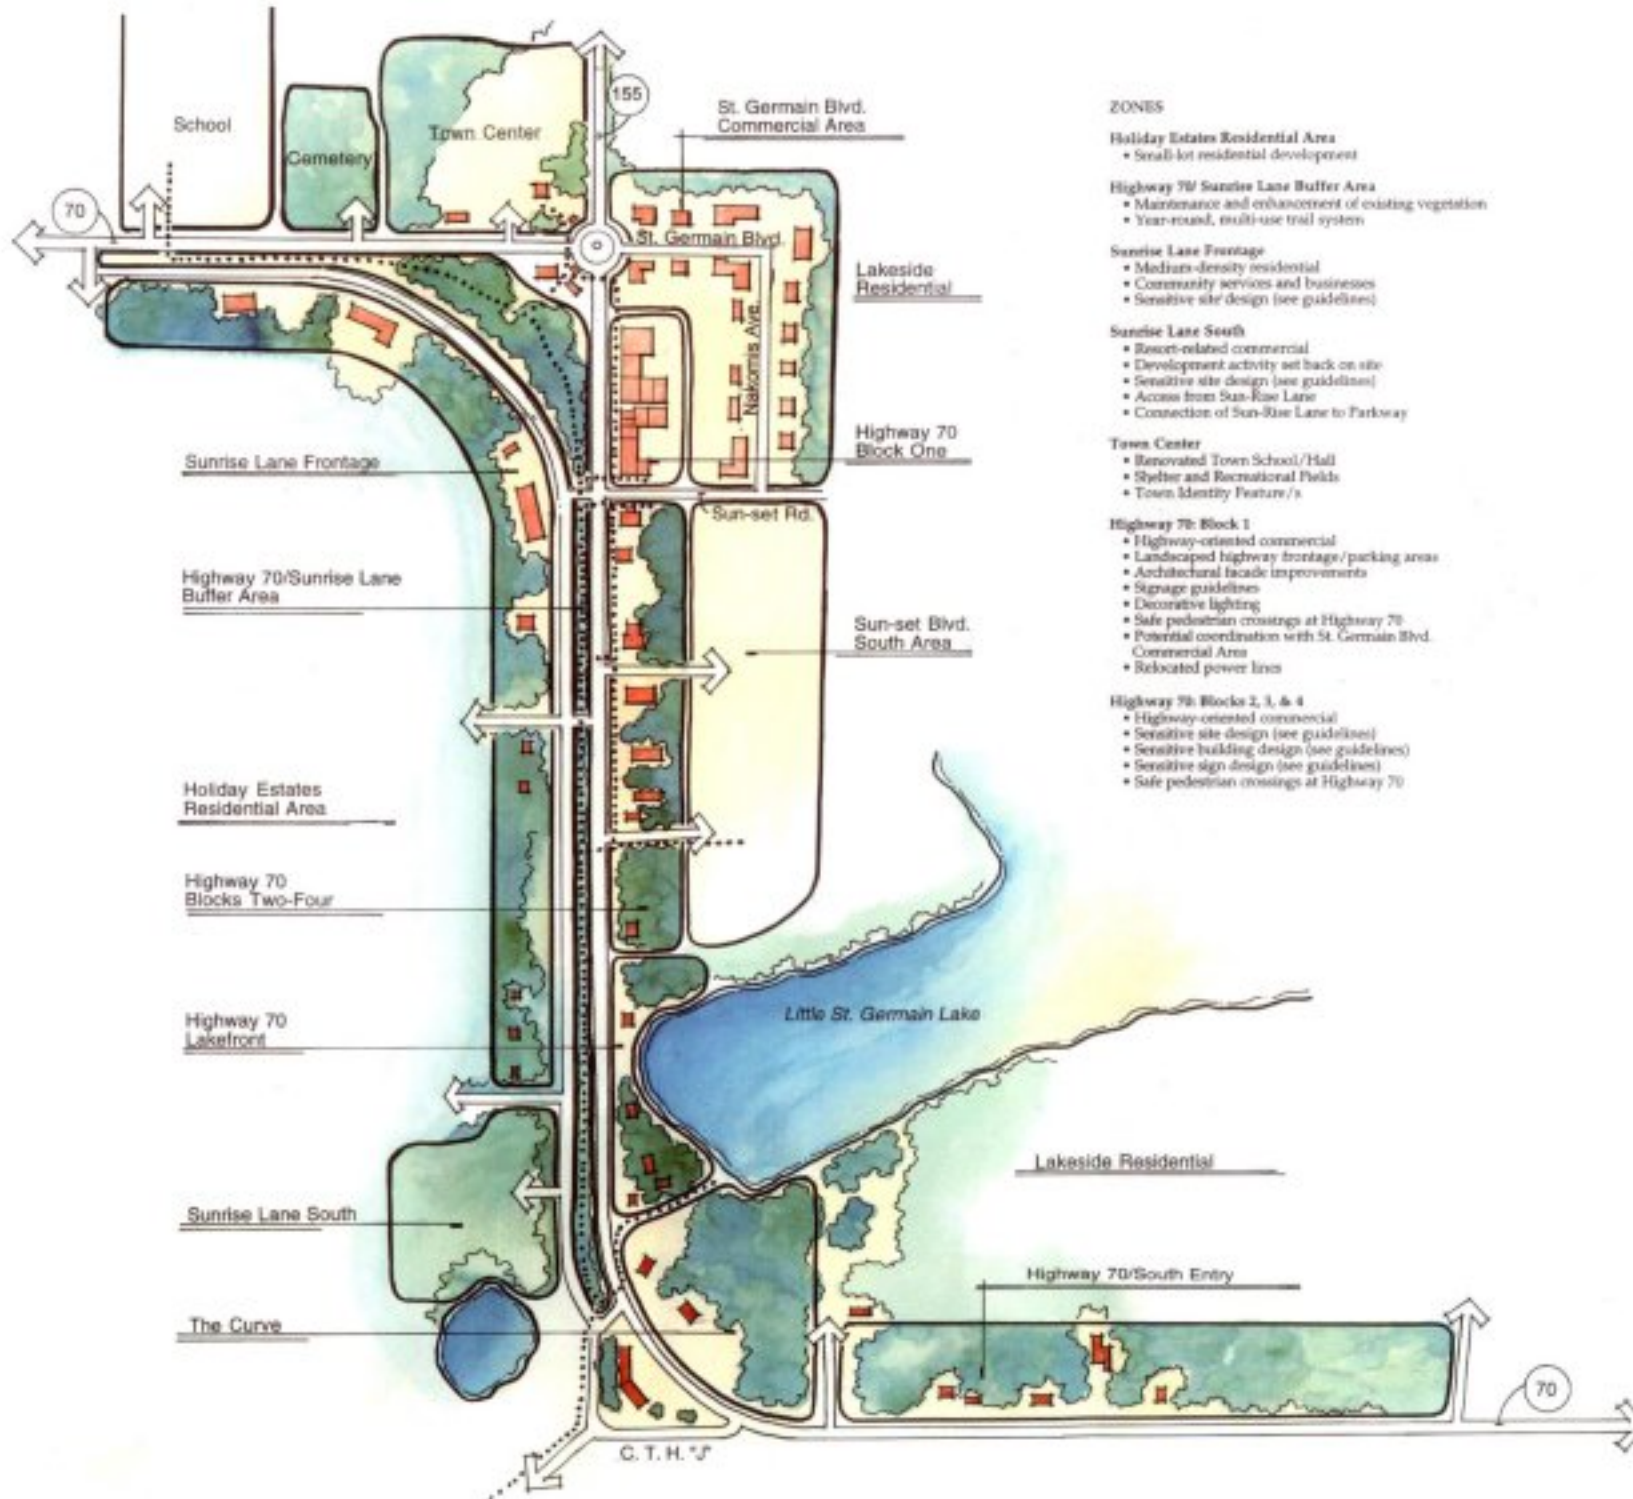 School
Cemetery
Town Center
155
St. Germain Blvd.
Commercial Area
70
St. Germain Blvd.
Lakeside
Residential
Nakomis Ave.
Highway 70
Block One
Sunrise Lane Frontage
Sun-set Rd.
Highway 70/Sunrise Lane
Buffer Area
Sun-set Blvd.
South Area
Holiday Estates
Residential Area
Highway 70
Blocks Two-Four
Highway 70
Lakefront
Little St. Germain Lake
Lakeside Residential
Sunrise Lane South
Highway 70/South Entry
The Curve
70
C. T. H. "J"
ZONES
Holiday Estates Residential Area
• Small-lot residential development
Highway 70/ Sunrise Lane Buffer Area
• Maintenance and enhancement of existing vegetation
• Year-round, multi-use trail system
Sunrise Lane Frontage
• Medium-density residential
• Community services and businesses
• Sensitive site design (see guidelines)
Sunrise Lane South
• Resort-related commercial
• Development activity set back on site
• Sensitive site design (see guidelines)
• Access from Sun-Rise Lane
• Connection of Sun-Rise Lane to Parkway
Town Center
• Renovated Town School/Hall
• Shelter and Recreational Fields
• Town Identity Feature/s
Highway 70: Block 1
• Highway-oriented commercial
• Landscaped highway frontage/parking areas
• Architectural facade improvements
• Signage guidelines
• Decorative lighting
• Safe pedestrian crossings at Highway 70
• Potential coordination with St. Germain Blvd.
Commercial Area
• Relocated power lines
Highway 70: Blocks 2, 3, & 4
• Highway-oriented commercial
• Sensitive site design (see guidelines)
• Sensitive building design (see guidelines)
• Sensitive sign design (see guidelines)
• Safe pedestrian crossings at Highway 70